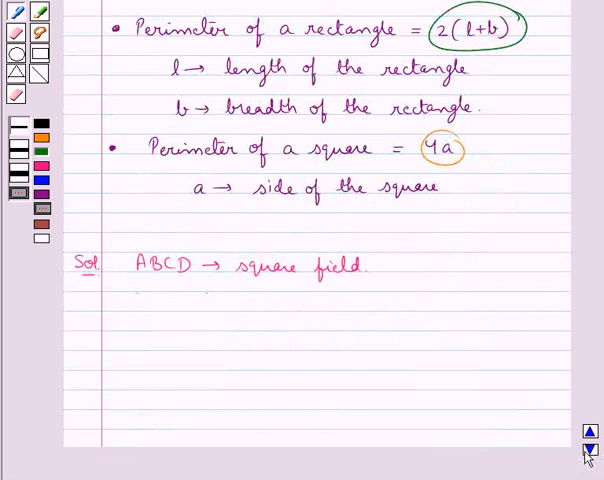 • Perimeter of a rectangle = 2(l+b)
l → length of the rectangle
b → breadth of the rectangle.
• Perimeter of a square = 4a
a → side of the square
Sol. ABCD → square field.